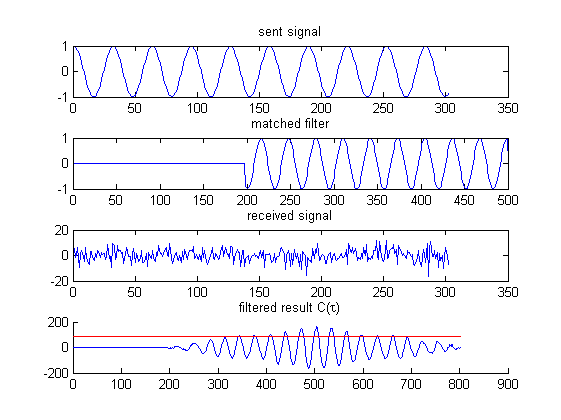 sent signal
1
0
-1
0 50 100 150 200 250 300 350
matched filter
1
0
-1
0 50 100 150 200 250 300 350 400 450 500
received signal
20
0
-20
0 50 100 150 200 250 300 350
filtered result C(τ)
200
0
-200
0 100 200 300 400 500 600 700 800 900